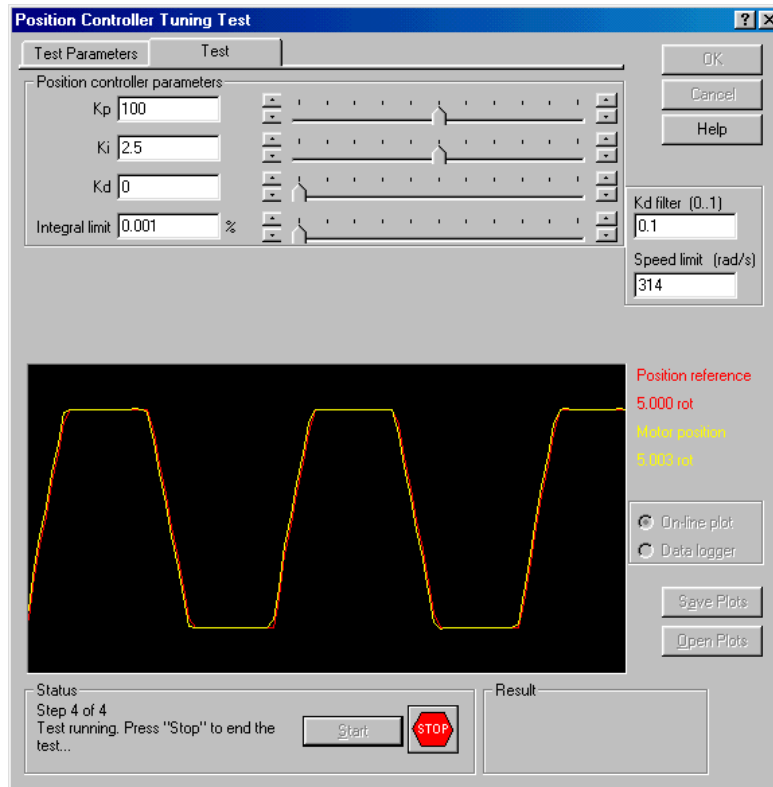 Position Controller Tuning Test
Test Parameters
Test
OK
Cancel
Help
Position controller parameters
Kp 100
Ki 2.5
Kd 0
Integral limit 0.001 %
Kd filter (0..1)
0.1
Speed limit (rad/s)
314
Position reference
5.000 rot
Motor position
5.003 rot
On-line plot
Data logger
Save Plots
Open Plots
Status
Step 4 of 4
Test running. Press "Stop" to end the
test...
Start
STOP
Result